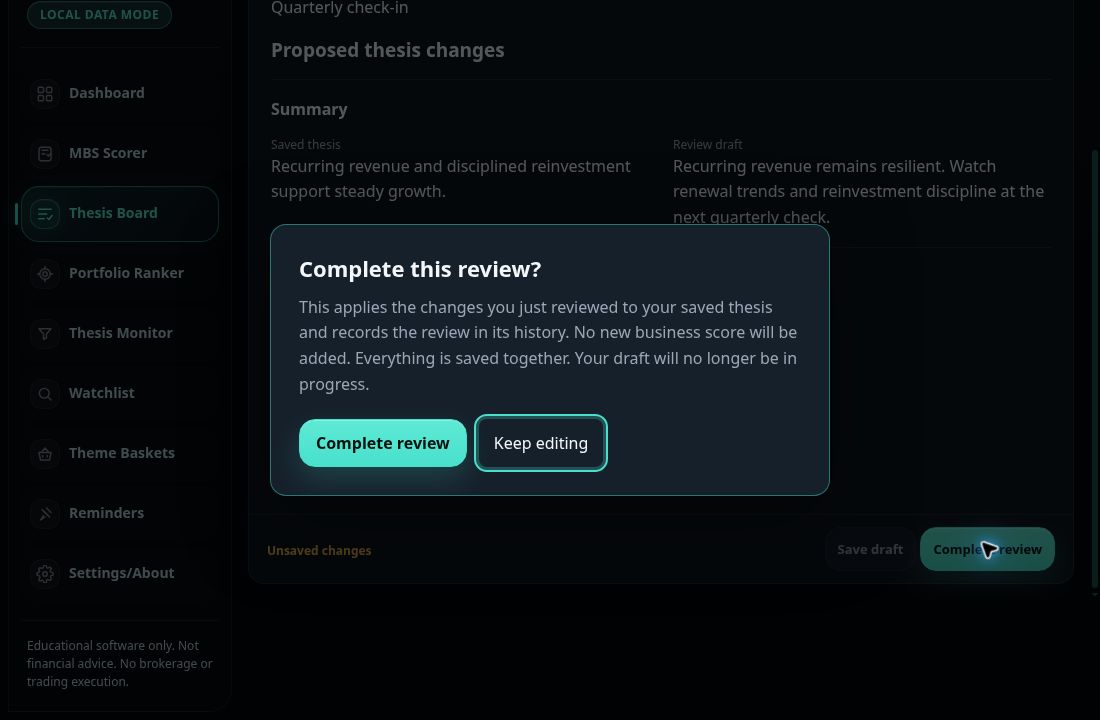 LOCAL DATA MODE
Dashboard
MBS Scorer
Thesis Board
Portfolio Ranker
Thesis Monitor
Watchlist
Theme Baskets
Reminders
Settings/About
Educational software only. Not
financial advice. No brokerage or
trading execution.
Quarterly check-in
Proposed thesis changes
Summary
Saved thesis
Recurring revenue and disciplined reinvestment
support steady growth.
Review draft
Recurring revenue remains resilient. Watch
renewal trends and reinvestment discipline at the
next quarterly check.
Complete this review?
This applies the changes you just reviewed to your saved thesis
and records the review in its history. No new business score will be
added. Everything is saved together. Your draft will no longer be in
progress.
Complete review
Keep editing
Unsaved changes
Save draft
Complete review